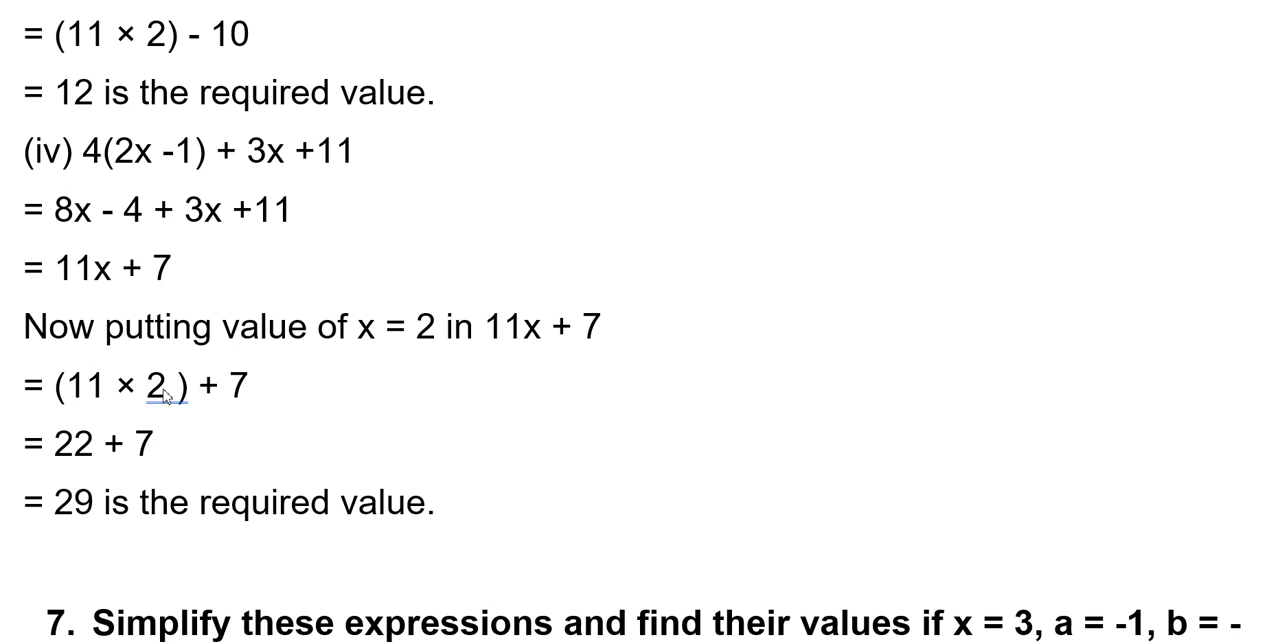 = (11 × 2) - 10
= 12 is the required value.
(iv) 4(2x -1) + 3x +11
= 8x - 4 + 3x +11
= 11x + 7
Now putting value of x = 2 in 11x + 7
= (11 × 2 ) + 7
= 22 + 7
= 29 is the required value.
7. Simplify these expressions and find their values if x = 3, a = -1, b = -